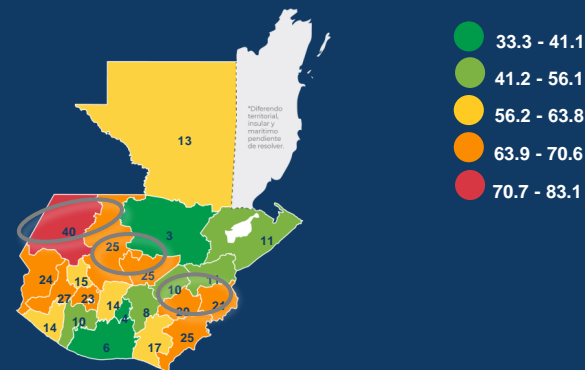 33.3 - 41.1
41.2 - 56.1
56.2 - 63.8
63.9 - 70.6
70.7 - 83.1
*Diferendo
territorial,
insular y
marítimo
pendiente
de resolver.
13
40
3
11
25
25
11
24
15
10
27
23
14
20
21
4
8
14
10
25
6
17